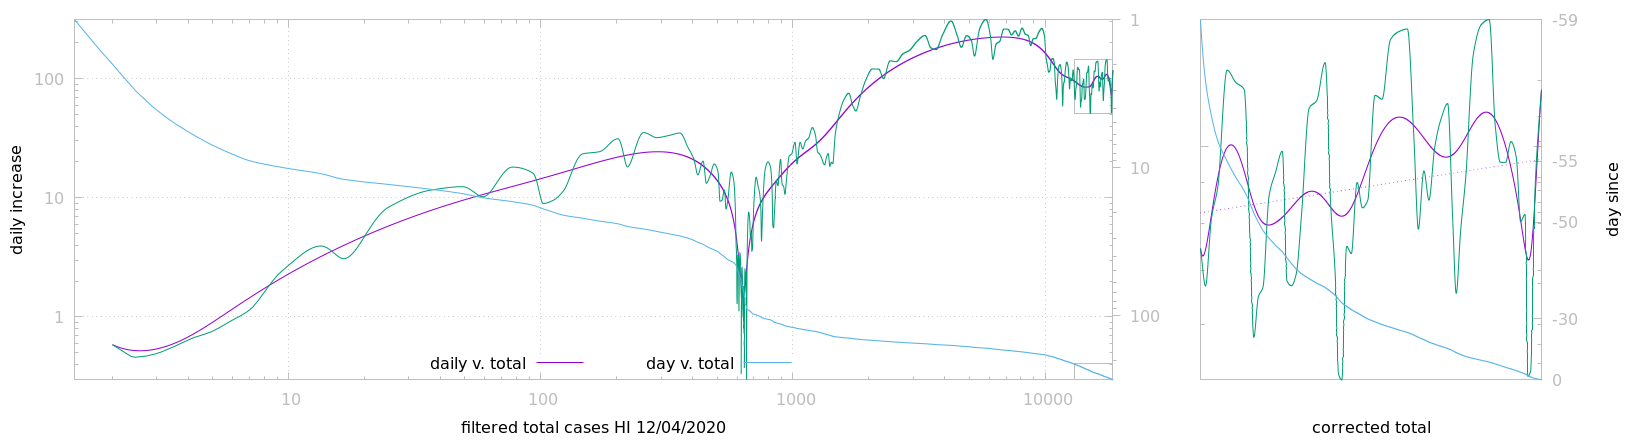 daily increase
100
10
1
daily v. total
day v. total
10
100
1000
10000
filtered total cases HI 12/04/2020
1
10
100
-59
-55
-50
-30
0
day since
corrected total